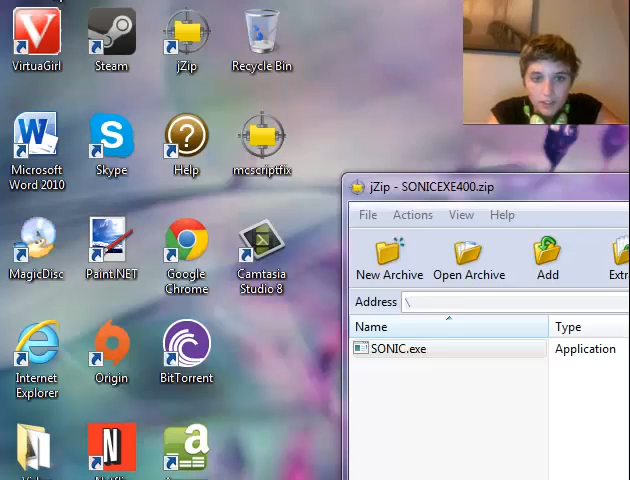 VirtuaGirl
Steam
jZip
Recycle Bin
Microsoft
Word 2010
Skype
Help
mcscriptfix
MagicDisc
Paint.NET
Google
Chrome
Camtasia
Studio 8
Internet
Explorer
Origin
BitTorrent
jZip - SONICEXE400.zip
File Actions View Help
New Archive Open Archive Add Extr
Address \
Name Type
SONIC.exe Application